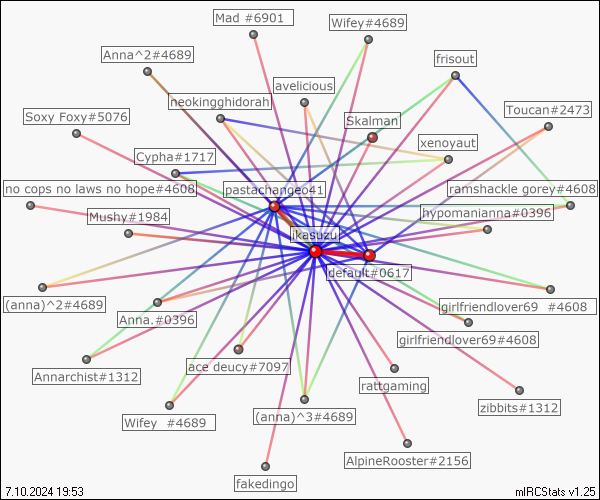 Mad #6901
Wifey#4689
Anna^2#4689
frisout
avelicious
neokingghidorah
Toucan#2473
Soxy Foxy#5076
Skalman
xenoyaut
Cypha#1717
no cops no laws no hope#4608
pastachangeo41
ramshackle gorey#4608
Mushy#1984
hypomanianna#0396
jkasuzu
default#0617
(anna)^2#4689
Anna.#0396
girlfriendlover69 #4608
girlfriendlover69#4608
Annarchist#1312
ace deucy#7097
rattgaming
zibbits#1312
Wifey #4689
(anna)^3#4689
AlpineRooster#2156
fakedingo
7.10.2024 19:53
mIRCStats v1.25